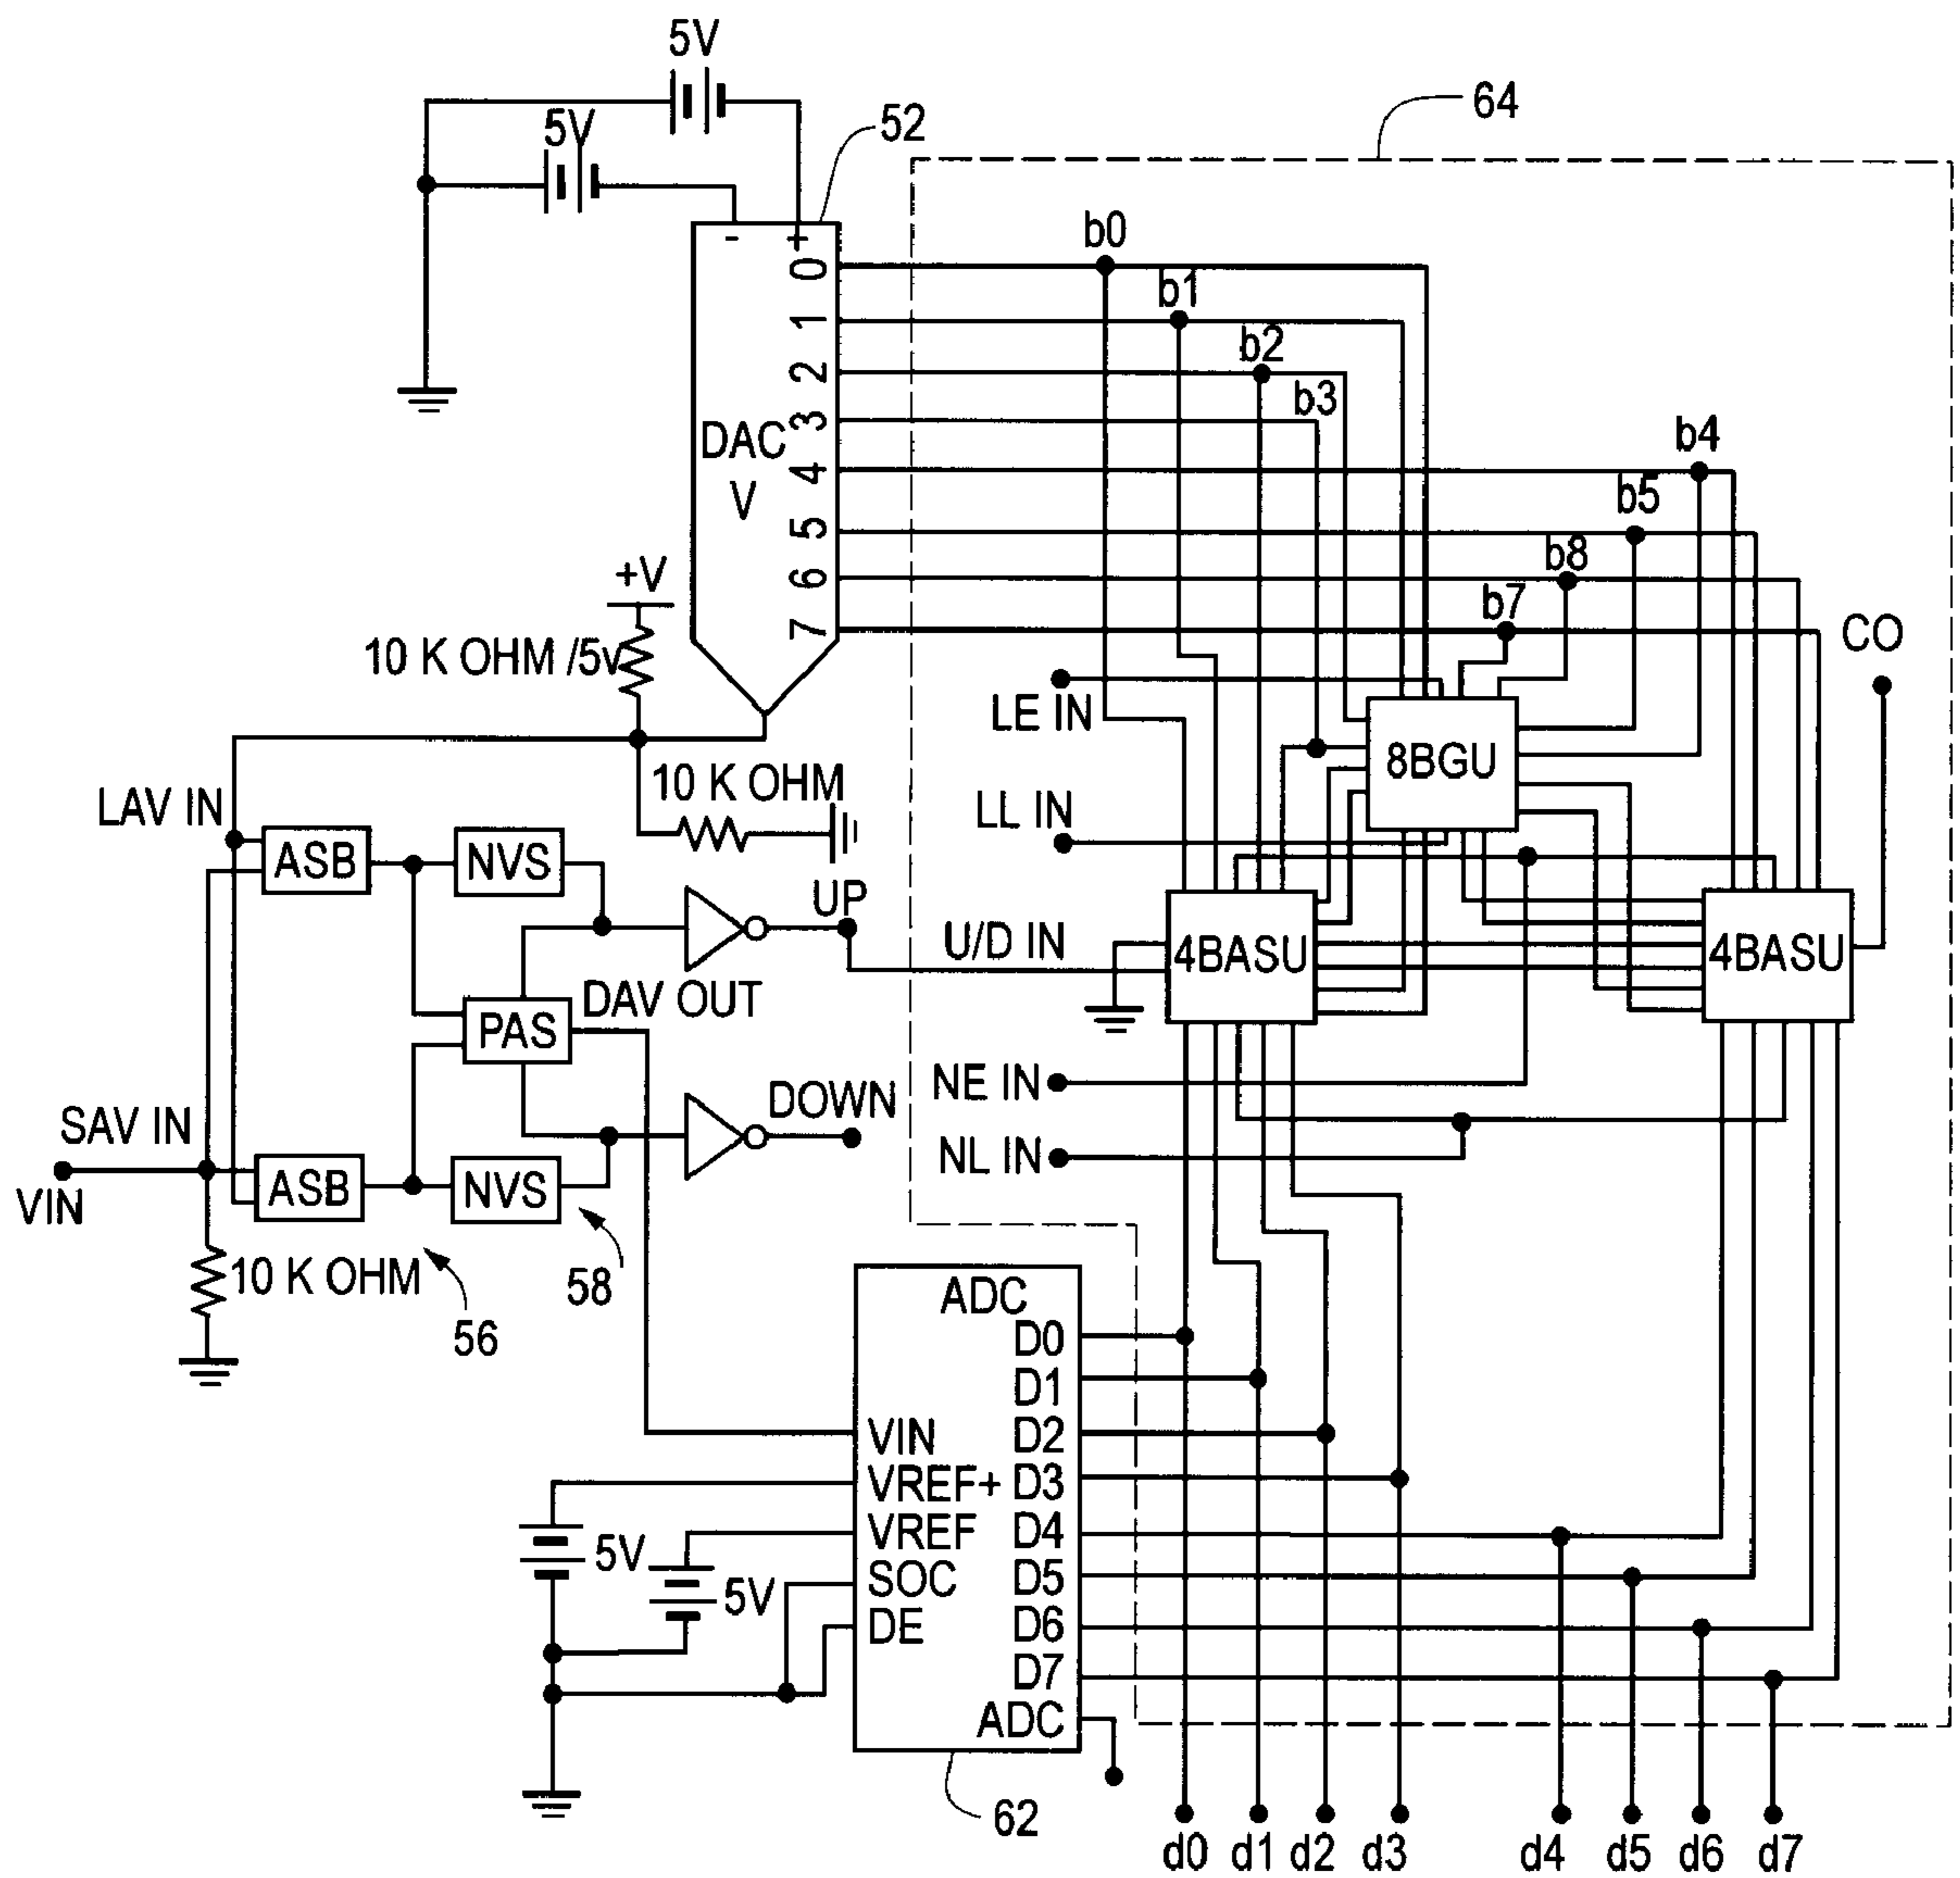 5V
5V
52
64
- +
0
1
2
3
4
5
6
7
DAC
V
b0
b1
b2
b3
b4
b5
b8
b7
CO
+V
10 K OHM /5v
10 K OHM
LE IN
LL IN
8BGU
LAV IN
ASB
NVS
UP
U/D IN
4BASU
4BASU
DAV OUT
PAS
NE IN
NL IN
DOWN
SAV IN
VIN
ASB
NVS
10 K OHM
56
58
ADC
D0
D1
VIN D2
VREF+ D3
VREF D4
SOC D5
DE D6
D7
ADC
5V
5V
62
d0 d1 d2 d3 d4 d5 d6 d7